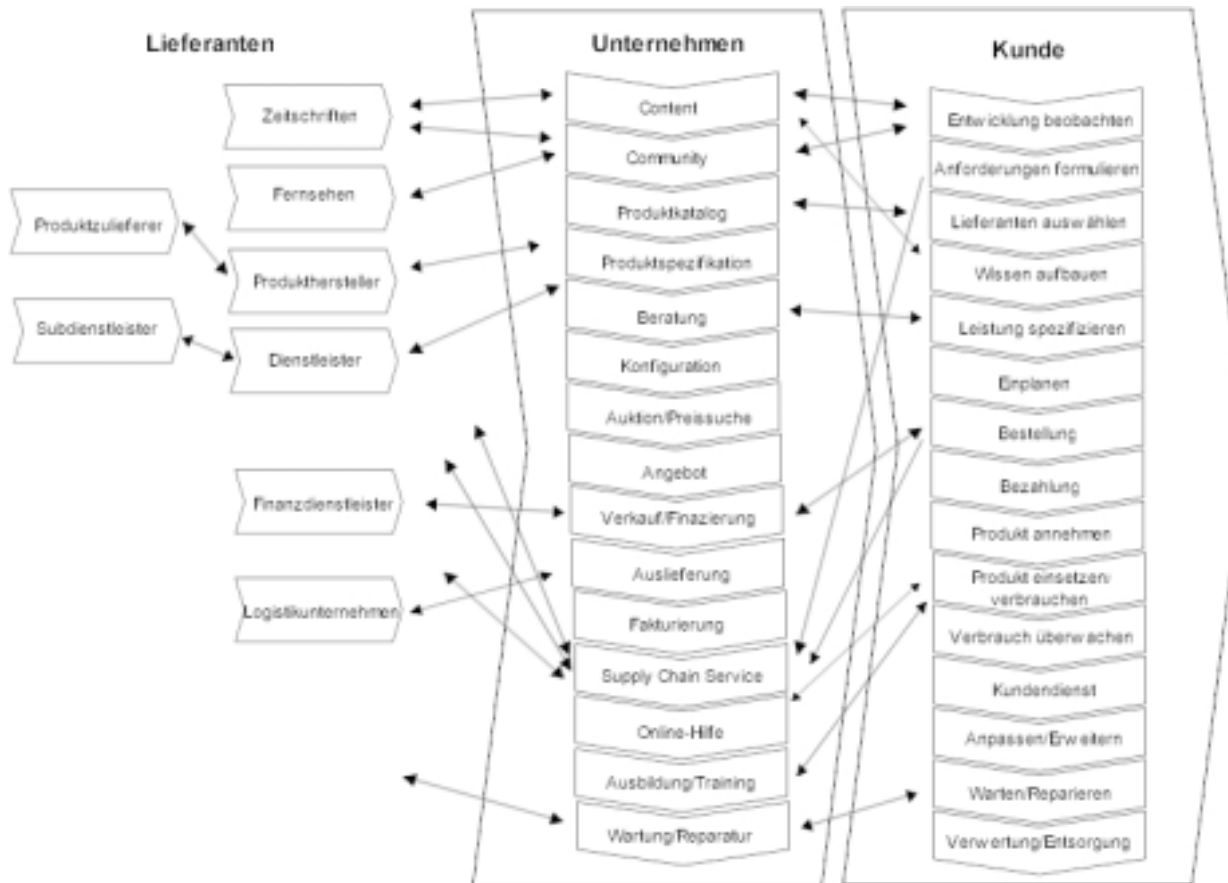 Lieferanten
Zeitschriften
Fernsehen
Produktzulieferer
Produkthersteller
Subdienstleister
Dienstleister
Finanzdienstleister
Logistikunternehmen
Unternehmen
Content
Community
Produktkatalog
Produktspezifikation
Beratung
Konfiguration
Auktion/Preissuche
Angebot
Verkauf/Finazierung
Auslieferung
Fakturierung
Supply Chain Service
Online-Hilfe
Ausbildung/Training
Wartung/Reparatur
Kunde
Entwicklung beobachten
Anforderungen formulieren
Lieferanten auswählen
Wissen aufbauen
Leistung spezifizieren
Einplanen
Bestellung
Bezahlung
Produkt annehmen
Produkt einsetzen/
verbrauchen
Verbrauch überwachen
Kundendienst
Anpassen/Erweitern
Warten/Reparieren
Verwertung/Entsorgung